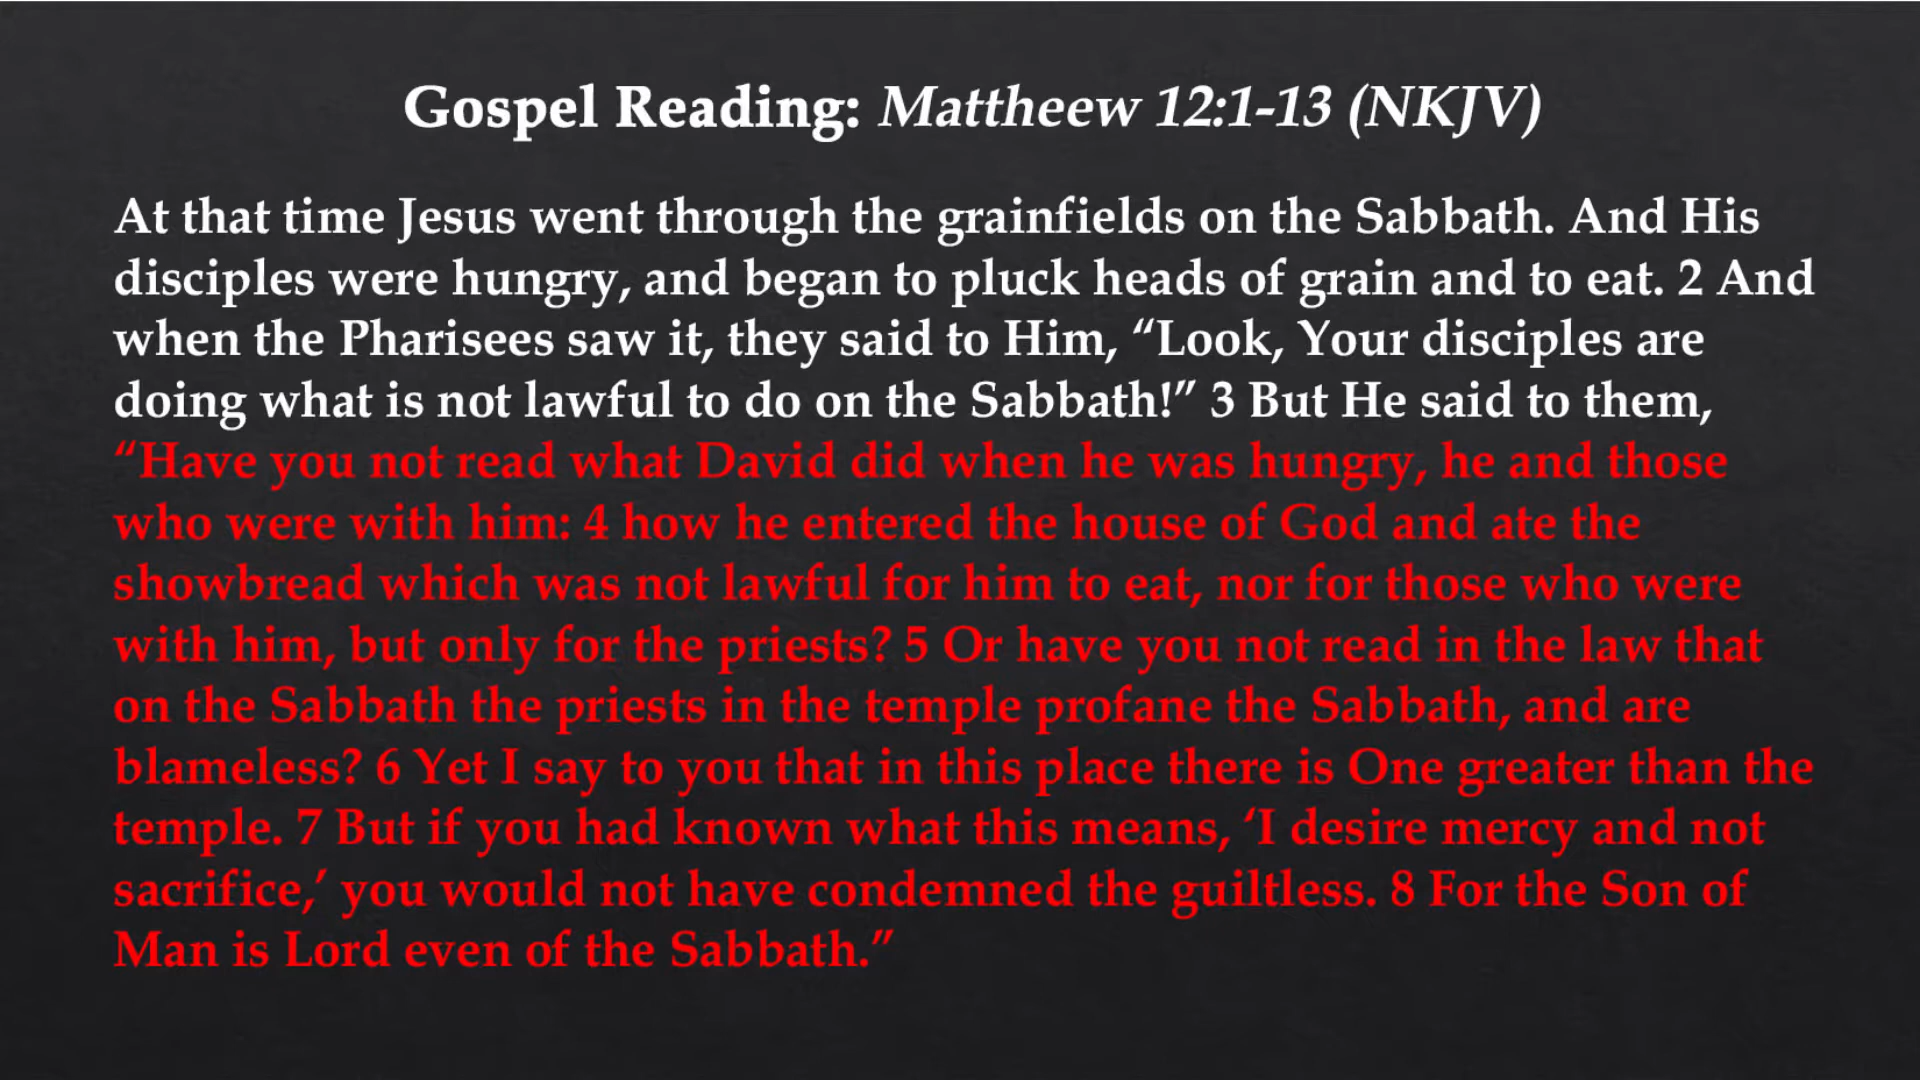 Gospel Reading: Mattheew 12:1-13 (NKJV)
At that time Jesus went through the grainfields on the Sabbath. And His
disciples were hungry, and began to pluck heads of grain and to eat. 2 And
when the Pharisees saw it, they said to Him, “Look, Your disciples are
doing what is not lawful to do on the Sabbath!” 3 But He said to them,
“Have you not read what David did when he was hungry, he and those
who were with him: 4 how he entered the house of God and ate the
showbread which was not lawful for him to eat, nor for those who were
with him, but only for the priests? 5 Or have you not read in the law that
on the Sabbath the priests in the temple profane the Sabbath, and are
blameless? 6 Yet I say to you that in this place there is One greater than the
temple. 7 But if you had known what this means, ‘I desire mercy and not
sacrifice,’ you would not have condemned the guiltless. 8 For the Son of
Man is Lord even of the Sabbath.”